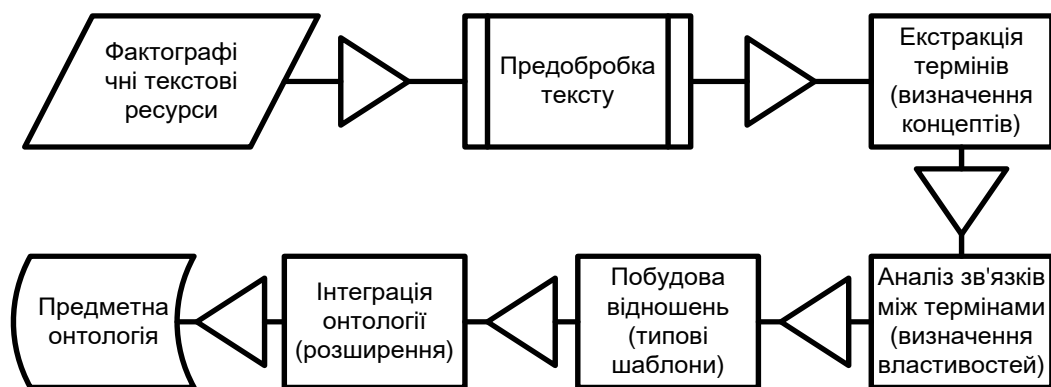 Фактографі
чні текстові
ресурси
Предобробка
тексту
Екстракція
термінів
(визначення
концептів)
Аналіз зв'язків
між термінами
(визначення
властивостей)
Побудова
відношень
(типові
шаблони)
Інтеграція
онтології
(розширення)
Предметна
онтологія